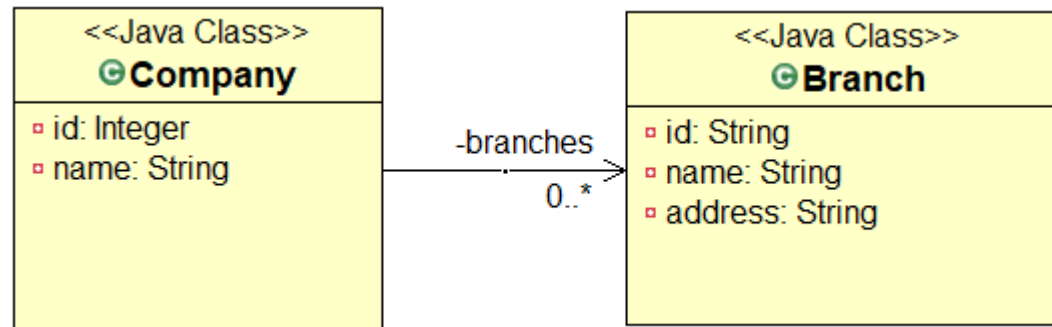 <<Java Class>>
Company
id: Integer
name: String
-branches
0..*
<<Java Class>>
Branch
id: String
name: String
address: String